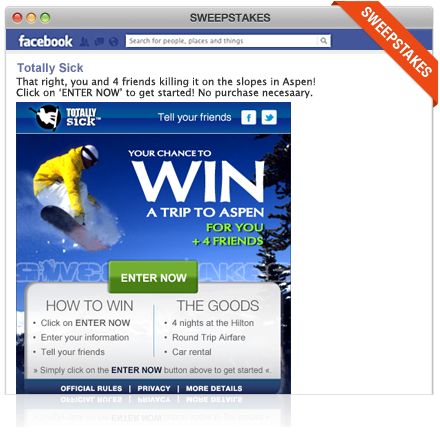 SWEEPSTAKES
SWEEPSTAKES
facebook
Search for people, places and things
Totally Sick
That right, you and 4 friends killing it on the slopes in Aspen!
Click on ‘ENTER NOW’ to get started! No purchase necesaary.
TOTALLY
SICK™
Tell your friends
YOUR CHANCE TO
WIN
A TRIP TO ASPEN
FOR YOU
+ 4 FRIENDS
SWEEPSTAKES
ENTER NOW
HOW TO WIN
• Click on ENTER NOW
• Enter your information
• Tell your friends
THE GOODS
• 4 nights at the Hilton
• Round Trip Airfare
• Car rental
» Simply click on the ENTER NOW button above to get started «.
OFFICIAL RULES | PRIVACY | MORE DETAILS